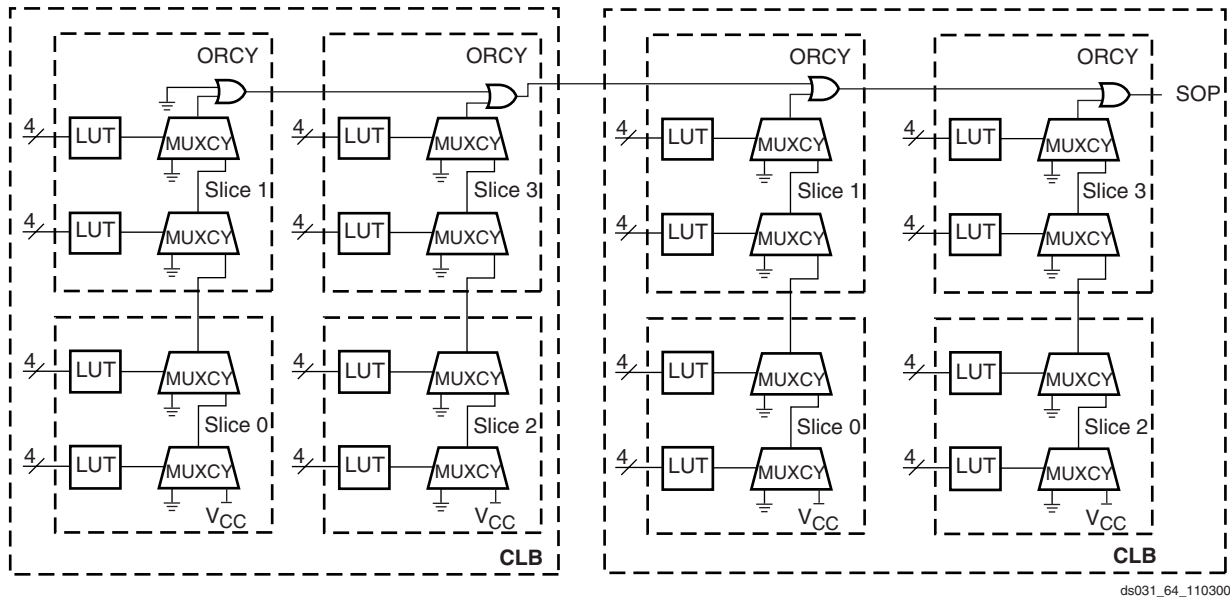 ORCY ORCY ORCY ORCY
SOP
4 LUT MUXCY 4 LUT MUXCY 4 LUT MUXCY 4 LUT MUXCY
Slice 1 Slice 3 Slice 1 Slice 3
4 LUT MUXCY 4 LUT MUXCY 4 LUT MUXCY 4 LUT MUXCY
4 LUT MUXCY 4 LUT MUXCY 4 LUT MUXCY 4 LUT MUXCY
Slice 0 Slice 2 Slice 0 Slice 2
4 LUT MUXCY 4 LUT MUXCY 4 LUT MUXCY 4 LUT MUXCY
VCC VCC VCC VCC
CLB CLB
ds031_64_110300